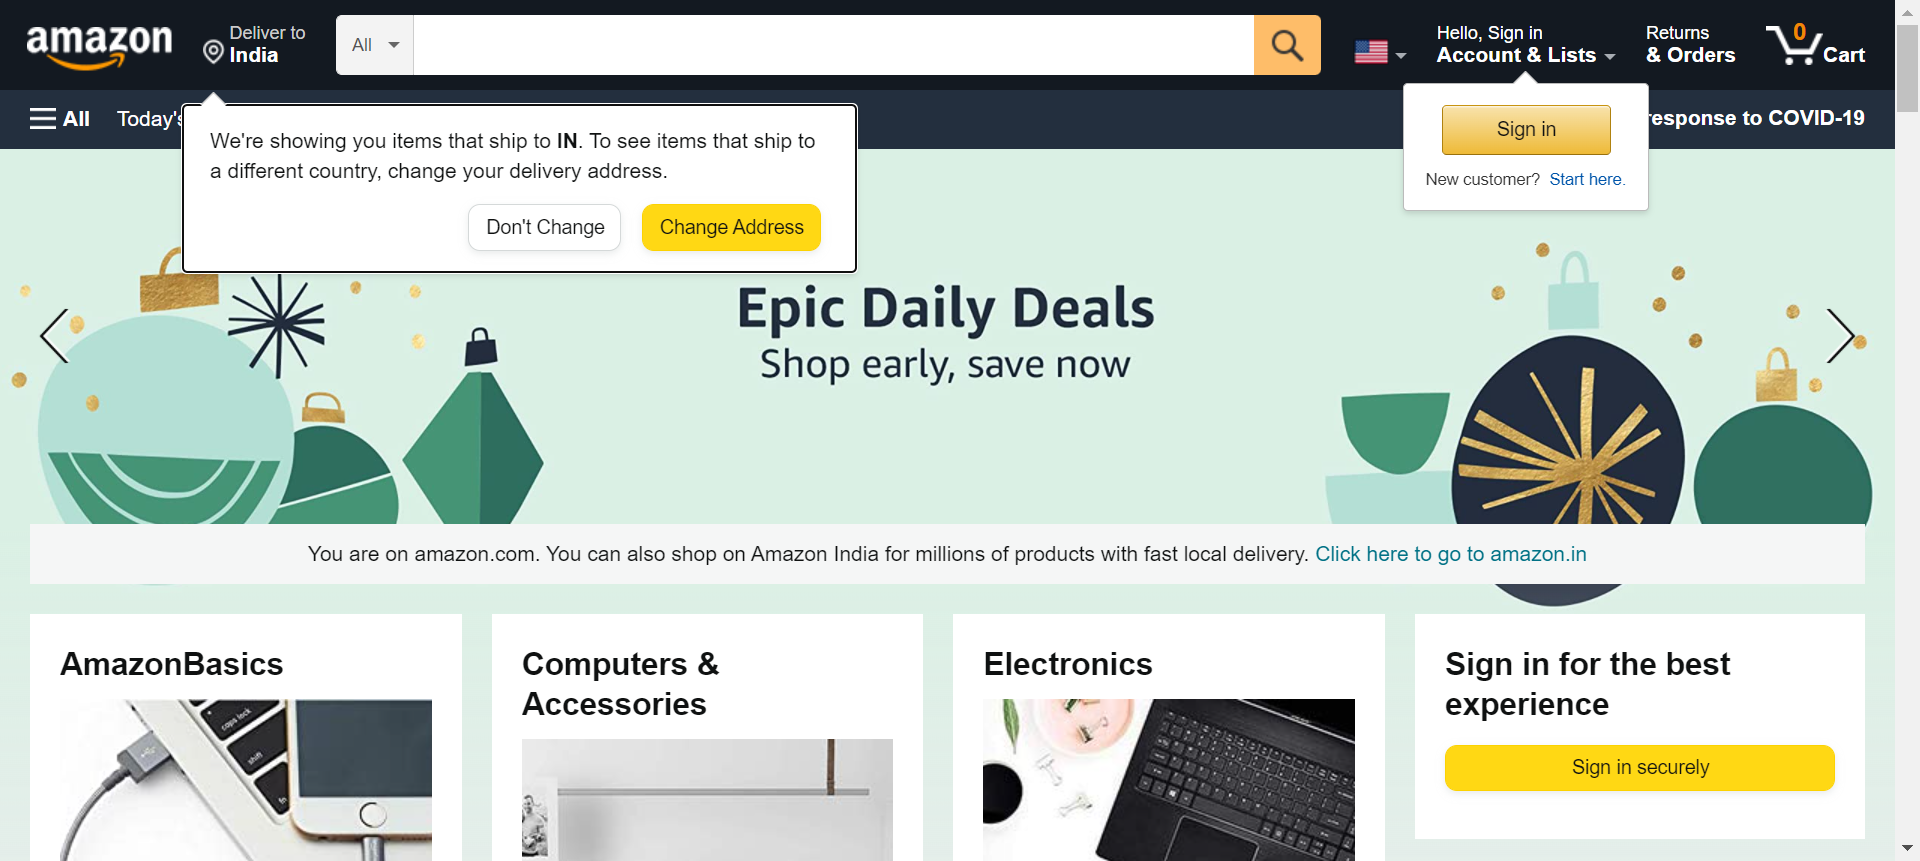 amazon
Deliver to
India
All
Hello, Sign in
Account & Lists
Returns
& Orders
0
Cart
All
Today's
response to COVID-19
We're showing you items that ship to IN. To see items that ship to
a different country, change your delivery address.
Don't Change
Change Address
Sign in
New customer? Start here.
Epic Daily Deals
Shop early, save now
You are on amazon.com. You can also shop on Amazon India for millions of products with fast local delivery. Click here to go to amazon.in
AmazonBasics
Computers &
Accessories
Electronics
Sign in for the best
experience
Sign in securely
caps lock
shift
fn